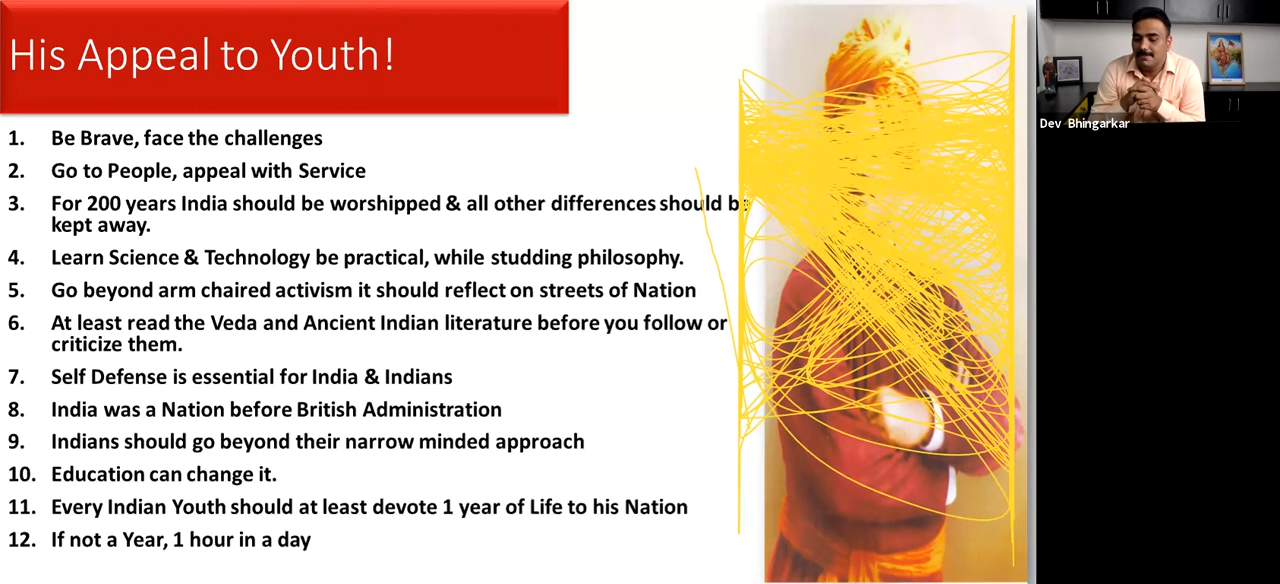 His Appeal to Youth!
1. Be Brave, face the challenges
2. Go to People, appeal with Service
3. For 200 years India should be worshipped & all other differences should be
kept away.
4. Learn Science & Technology be practical, while studding philosophy.
5. Go beyond arm chaired activism it should reflect on streets of Nation
6. At least read the Veda and Ancient Indian literature before you follow or
criticize them.
7. Self Defense is essential for India & Indians
8. India was a Nation before British Administration
9. Indians should go beyond their narrow minded approach
10. Education can change it.
11. Every Indian Youth should at least devote 1 year of Life to his Nation
12. If not a Year, 1 hour in a day
Dev Bhingarkar